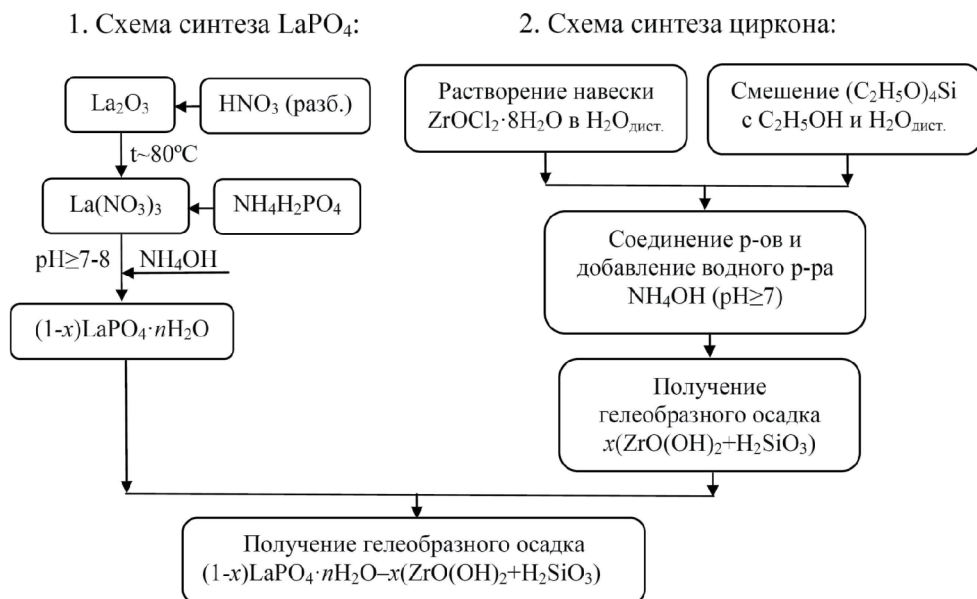 1. Схема синтеза LaPO₄:
La₂O₃
HNO₃ (разб.)
t~80ºC
La(NO₃)₃
NH₄H₂PO₄
pH≥7-8
NH₄OH
(1-x)LaPO₄·nH₂O
2. Схема синтеза циркона:
Растворение навески
ZrOCl₂·8H₂O в H₂Oдист.
Смешение (C₂H₅O)₄Si
с C₂H₅OH и H₂Oдист.
Соединение р-ов и
добавление водного р-ра
NH₄OH (pH≥7)
Получение
гелеобразного осадка
x(ZrO(OH)₂+H₂SiO₃)
Получение гелеобразного осадка
(1-x)LaPO₄·nH₂O–x(ZrO(OH)₂+H₂SiO₃)